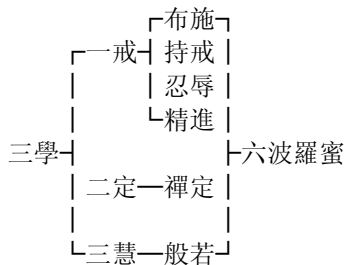 布施
一戒 持戒
忍辱
精進
三學 六波羅蜜
二定 禪定
三慧 般若